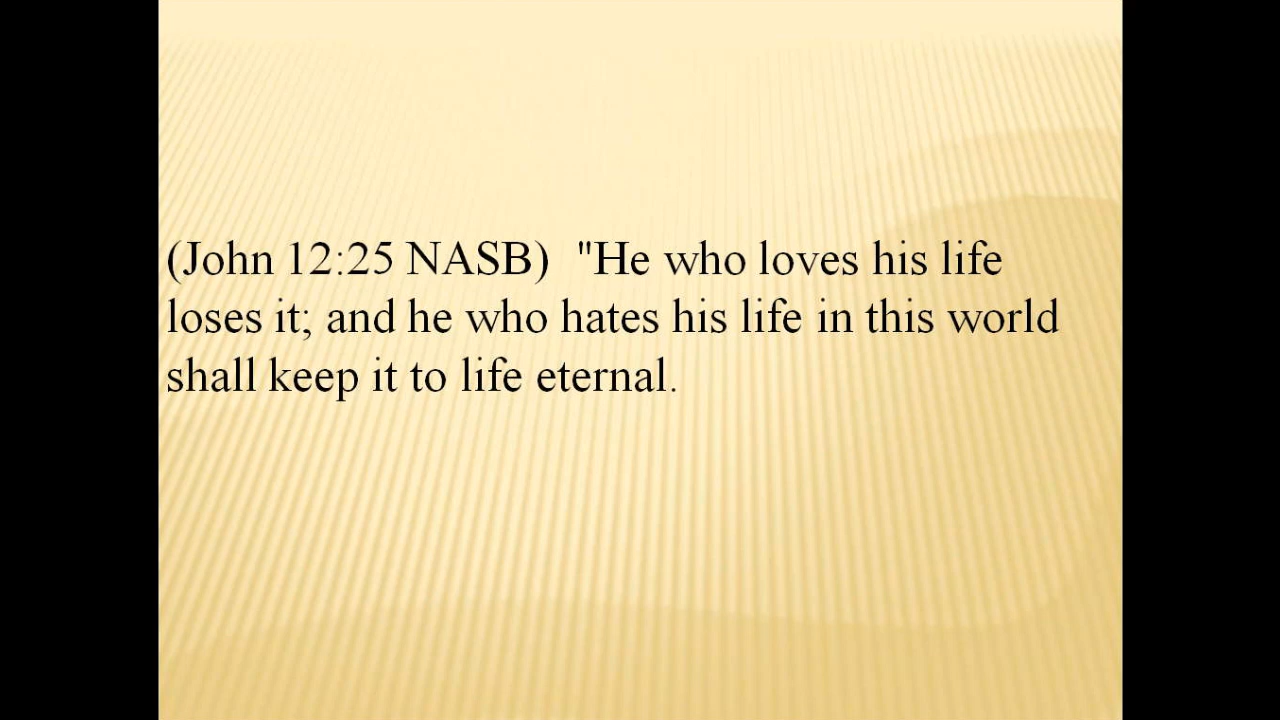 (John 12:25 NASB)  "He who loves his life
loses it; and he who hates his life in this world
shall keep it to life eternal.